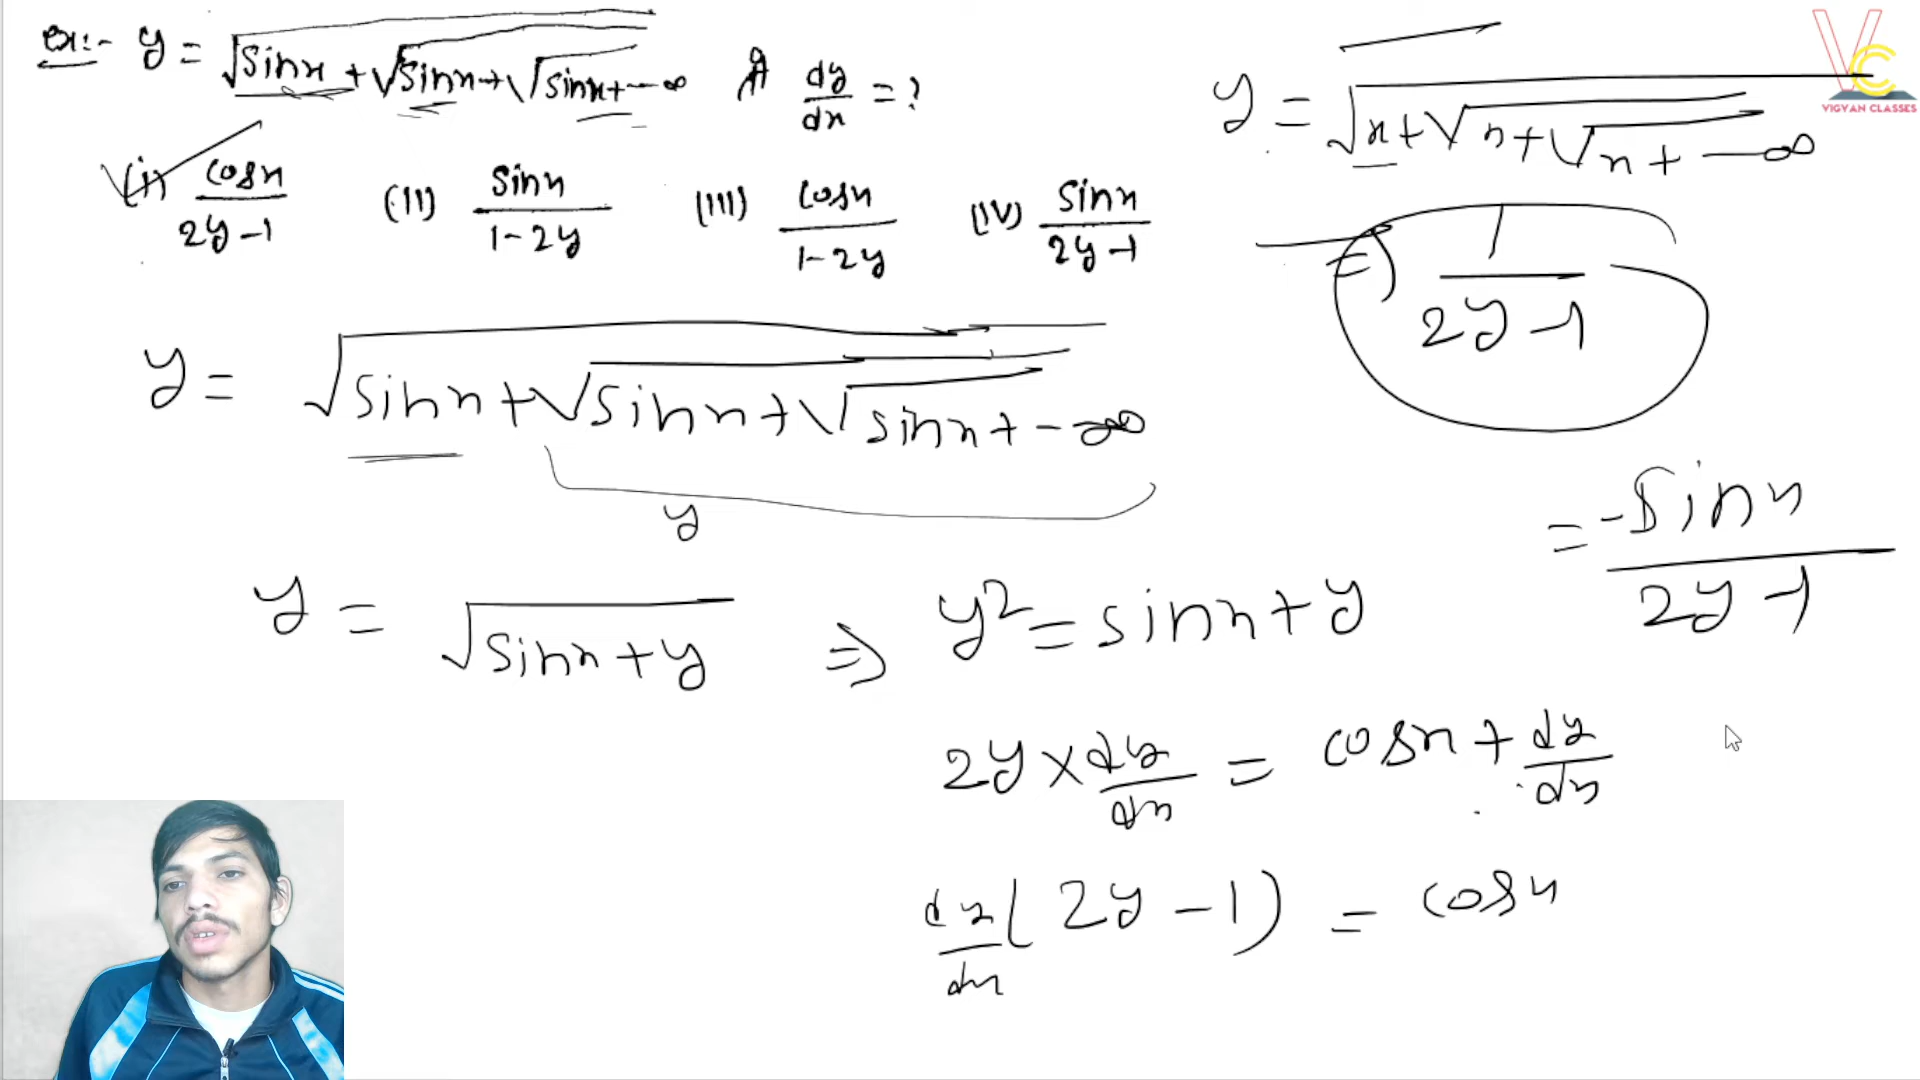 Ex:- y = √sinx + √sinx + √sinx + --- ∞ में dy/dx = ?
(i) cosx/2y-1 (II) sinx/1-2y (III) cosx/1-2y (IV) sinx/2y-1
y = √sinx + √sinx + √sinx + - ∞
y
y = √sinx+y ⇒ y² = sinx + y
2y × dy/dx = cosx + dy/dx
dy/dx (2y - 1) = cosx
y = √x + √x + √x + — ∞
⇒ 1/2y-1
= -sinx/2y-1
VC
VIGYAN CLASSES